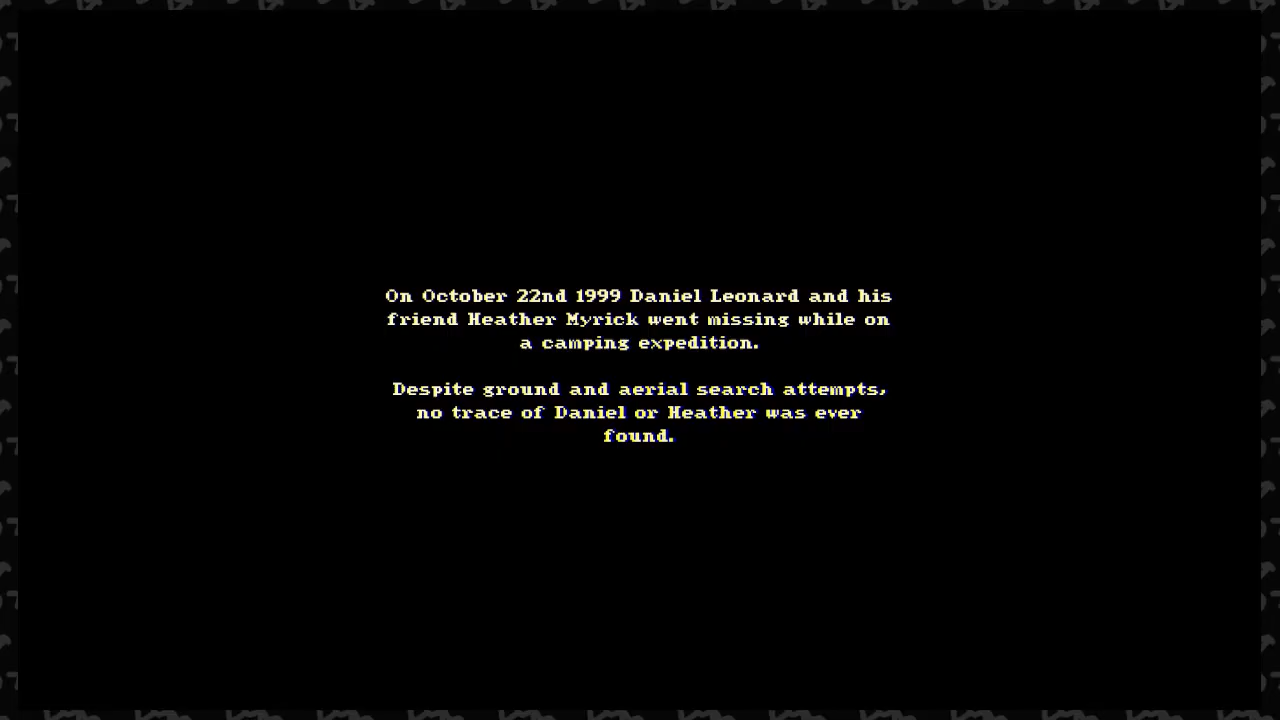 On October 22nd 1999 Daniel Leonard and his
friend Heather Myrick went missing while on
a camping expedition.
Despite ground and aerial search attempts,
no trace of Daniel or Heather was ever
found.